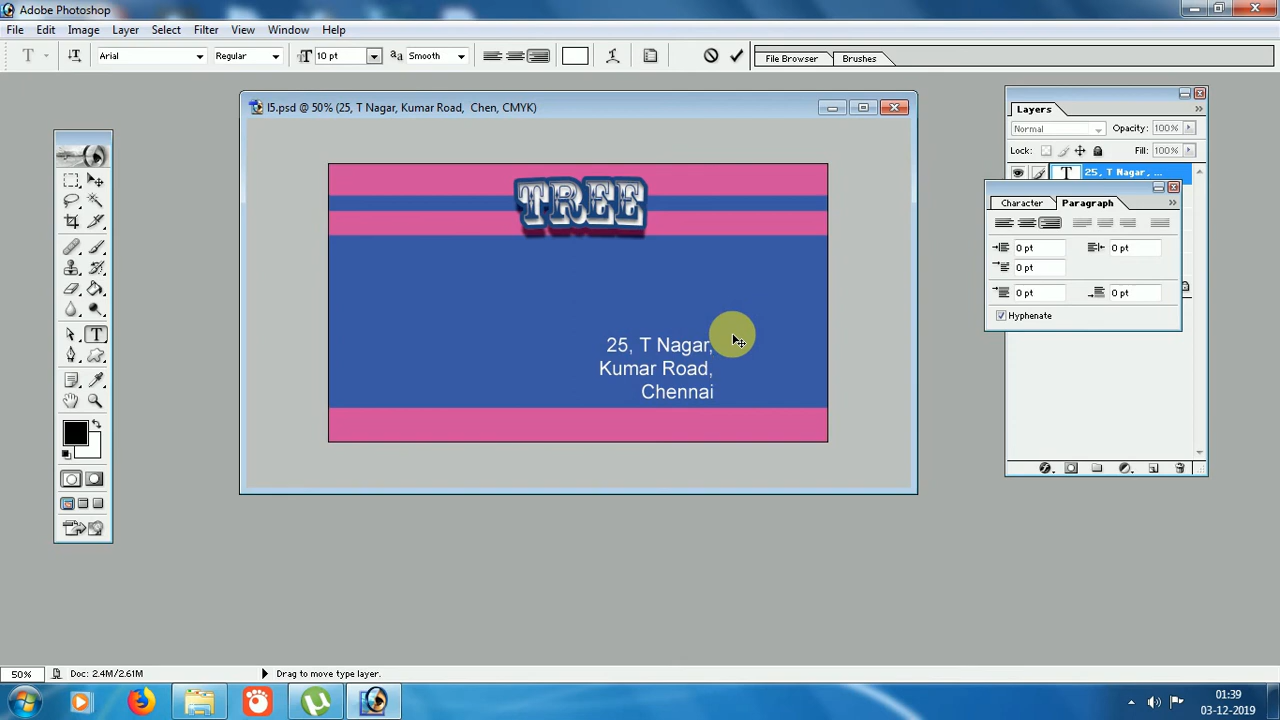 Adobe Photoshop
File Edit Image Layer Select Filter View Window Help
Arial Regular 10 pt aa Smooth File Browser Brushes
I5.psd @ 50% (25, T Nagar, Kumar Road, Chen, CMYK)
TREE
25, T Nagar,
Kumar Road,
Chennai
Layers
Normal Opacity: 100%
Lock: Fill: 100%
T 25, T Nagar, ...
Character Paragraph
0 pt 0 pt
0 pt
0 pt 0 pt
Hyphenate
50% Doc: 2.4M/2.61M Drag to move type layer.
01:39
03-12-2019